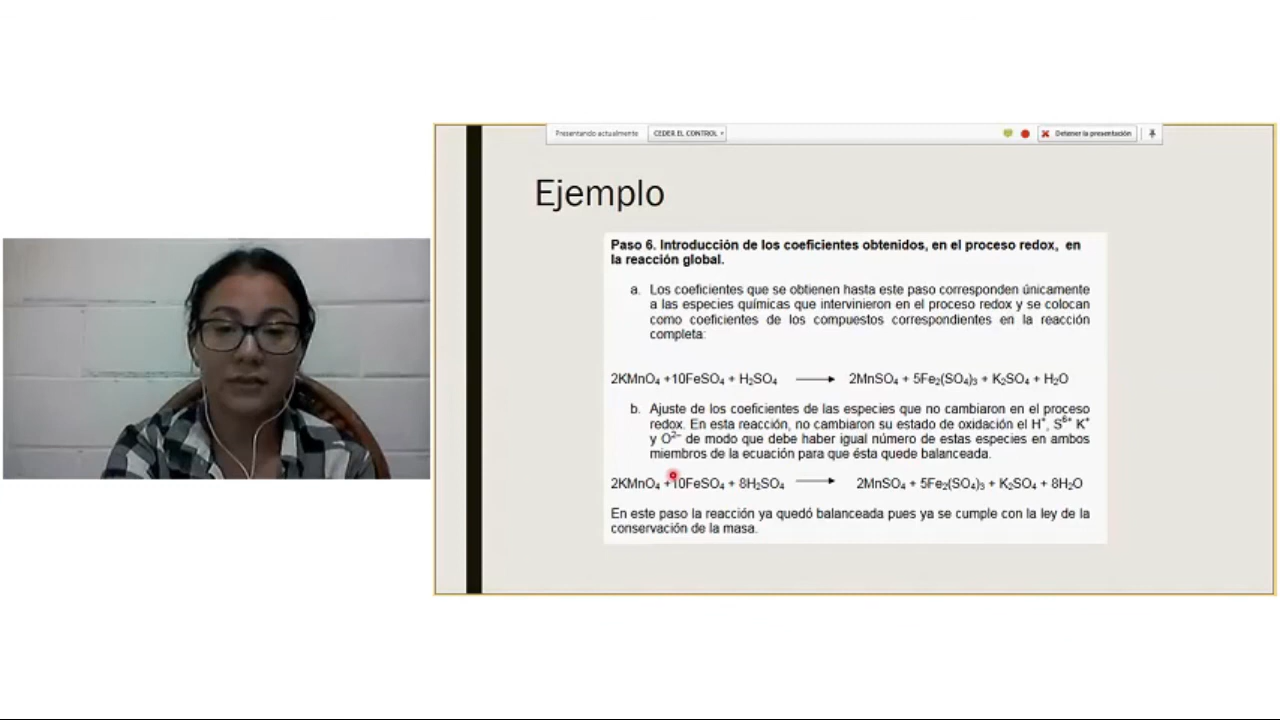 Presentando actualmente CEDER EL CONTROL Detener la presentación
Ejemplo
Paso 6. Introducción de los coeficientes obtenidos, en el proceso redox, en
la reacción global.
a. Los coeficientes que se obtienen hasta este paso corresponden únicamente
a las especies químicas que intervinieron en el proceso redox y se colocan
como coeficientes de los compuestos correspondientes en la reacción
completa:
2KMnO₄ +10FeSO₄ + H₂SO₄ ⟶ 2MnSO₄ + 5Fe₂(SO₄)₃ + K₂SO₄ + H₂O
b. Ajuste de los coeficientes de las especies que no cambiaron en el proceso
redox. En esta reacción, no cambiaron su estado de oxidación el H⁺, S⁶⁺ K⁺
y O²⁻ de modo que debe haber igual número de estas especies en ambos
miembros de la ecuación para que ésta quede balanceada.
2KMnO₄ +10FeSO₄ + 8H₂SO₄ ⟶ 2MnSO₄ + 5Fe₂(SO₄)₃ + K₂SO₄ + 8H₂O
En este paso la reacción ya quedó balanceada pues ya se cumple con la ley de la
conservación de la masa.